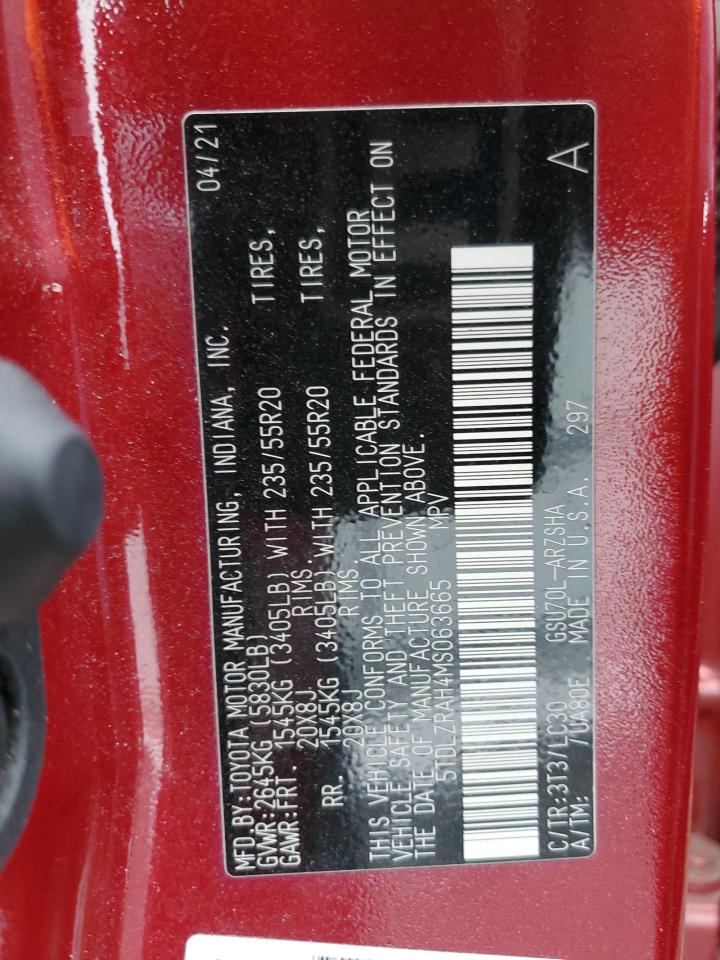 MFD.BY:TOYOTA MOTOR MANUFACTURING, INDIANA, INC. 04/21
GVWR:2645KG (5830LB)
GAWR:FRT. 1545KG (3405LB) WITH 235/55R20 TIRES,
20X8J RIMS.
RR. 1545KG (3405LB) WITH 235/55R20 TIRES,
20X8J RIMS.
THIS VEHICLE CONFORMS TO ALL APPLICABLE FEDERAL MOTOR
VEHICLE SAFETY AND THEFT PREVENTION STANDARDS IN EFFECT ON
THE DATE OF MANUFACTURE SHOWN ABOVE.
5TDLZRAH4MS063665 MPV
C/TR:3T3/LC30 GSU70L-ARZSHA A
A/TM: /UA80E MADE IN U.S.A. 297